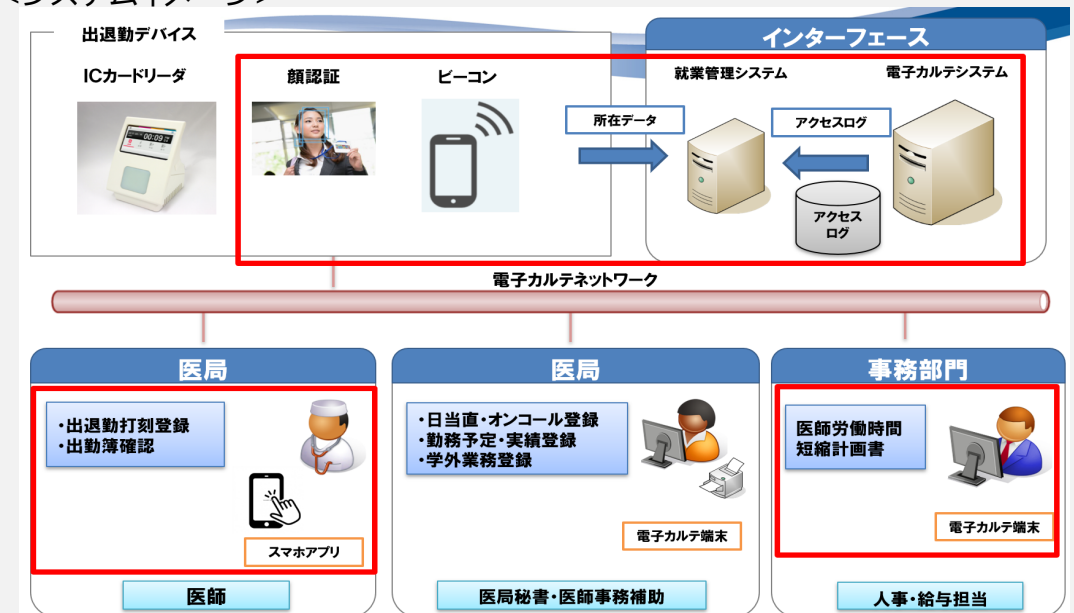 <システムイメージ>
出退勤デバイス
インターフェース
ICカードリーダ
顔認証
ビーコン
就業管理システム
電子カルテシステム
所在データ
アクセスログ
アクセス
ログ
00:09
電子カルテネットワーク
医局
・出退勤打刻登録
・出勤簿確認
スマホアプリ
医師
医局
・日当直・オンコール登録
・勤務予定・実績登録
・学外業務登録
電子カルテ端末
医局秘書・医師事務補助
事務部門
医師労働時間
短縮計画書
電子カルテ端末
人事・給与担当